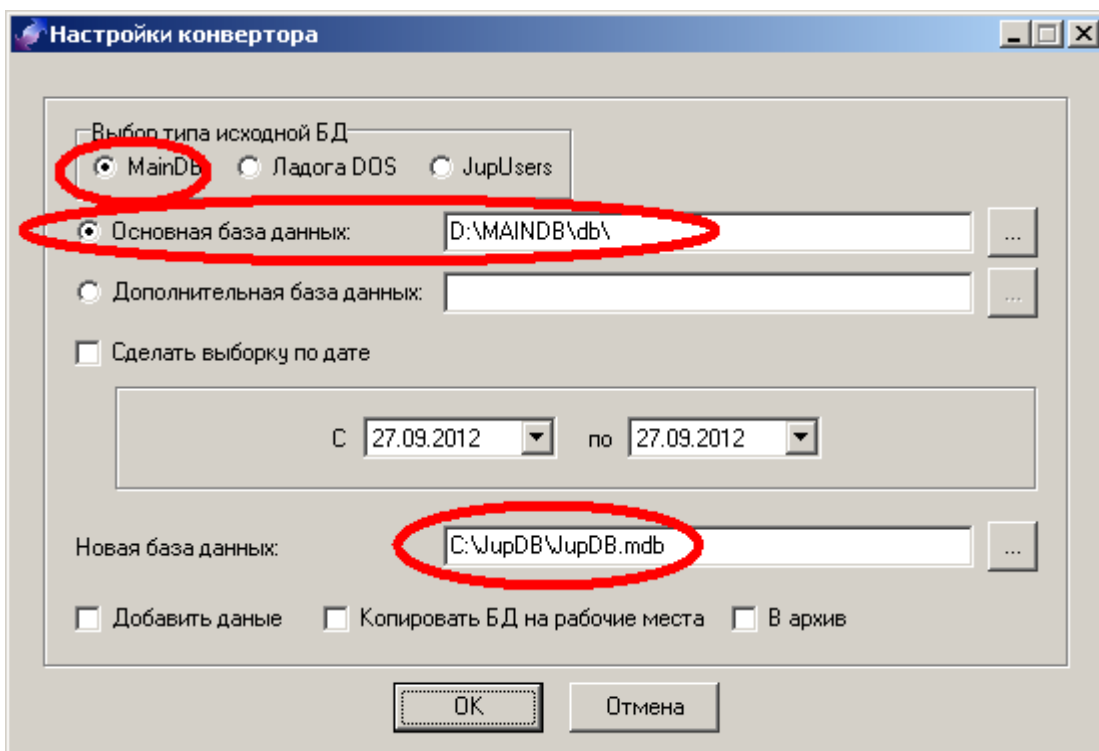 Настройки конвертора
Выбор типа исходной БД
MainDB Ладога DOS JupUsers
Основная база данных: D:\MAINDB\db\ ...
Дополнительная база данных: ...
Сделать выборку по дате
С 27.09.2012 по 27.09.2012
Новая база данных: C:\JupDB\JupDB.mdb ...
Добавить даные Копировать БД на рабочие места В архив
OK Отмена